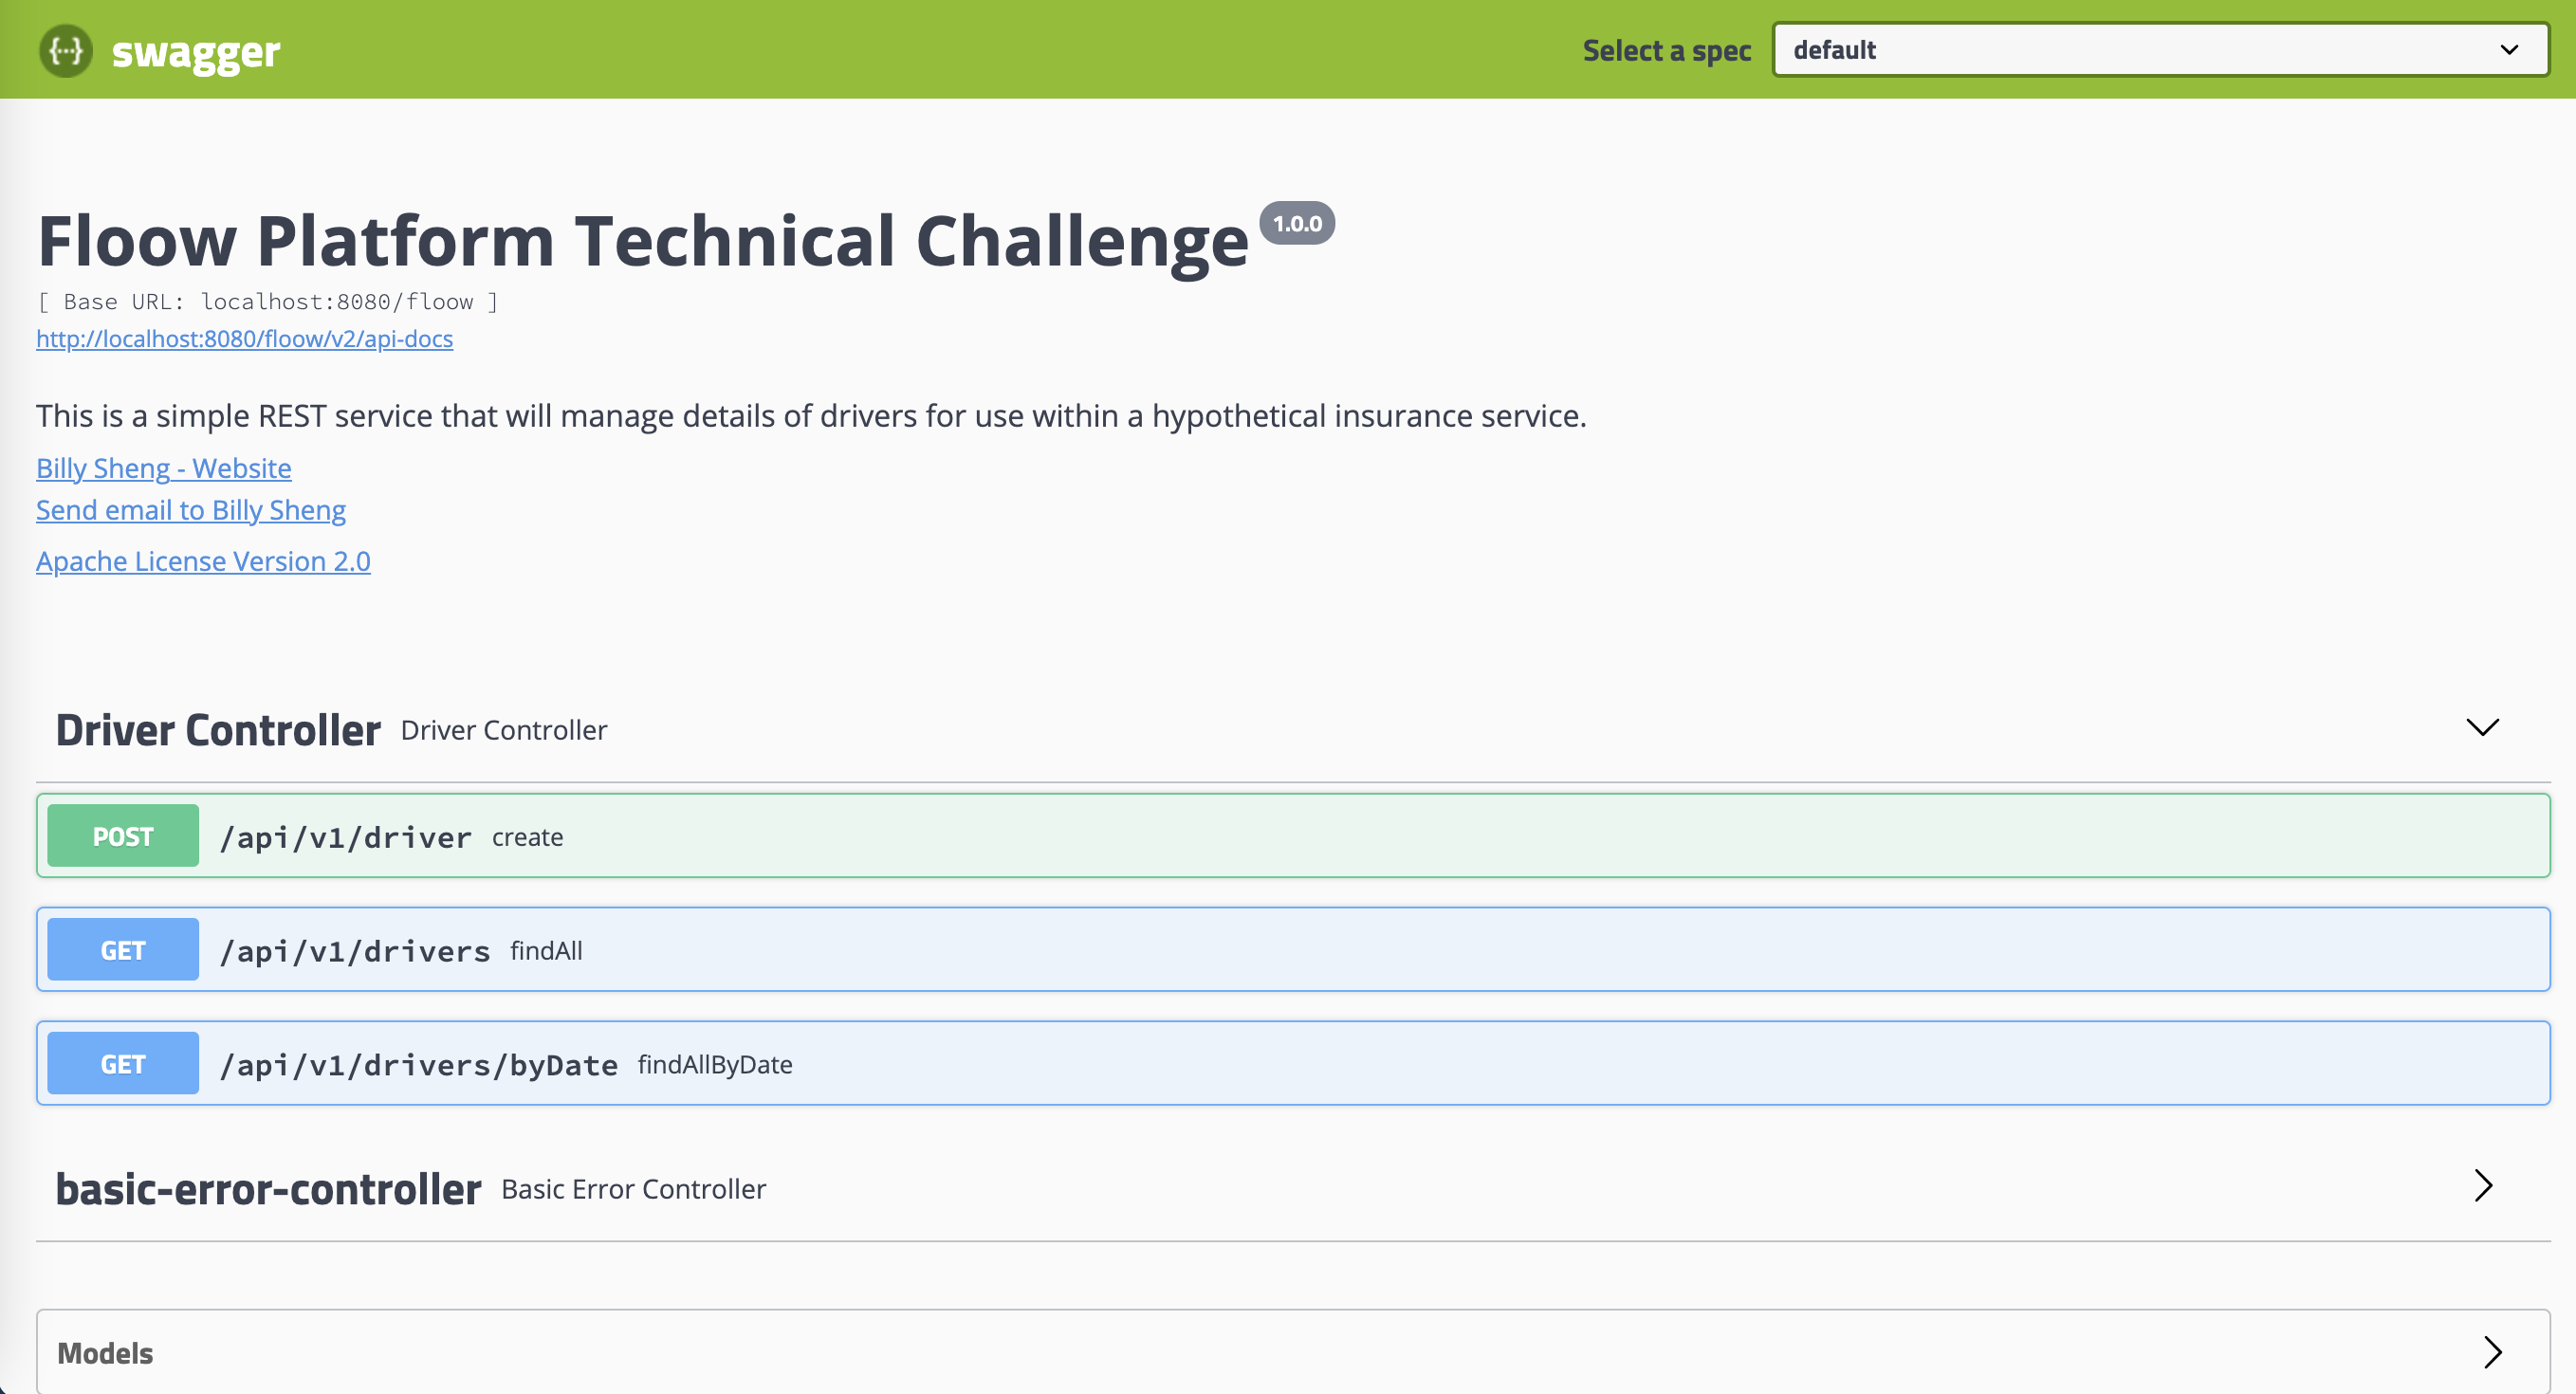 {···} swagger
Select a spec default
Floow Platform Technical Challenge 1.0.0
[ Base URL: localhost:8080/floow ]
http://localhost:8080/floow/v2/api-docs
This is a simple REST service that will manage details of drivers for use within a hypothetical insurance service.
Billy Sheng - Website
Send email to Billy Sheng
Apache License Version 2.0
Driver Controller Driver Controller
POST /api/v1/driver create
GET /api/v1/drivers findAll
GET /api/v1/drivers/byDate findAllByDate
basic-error-controller Basic Error Controller
Models